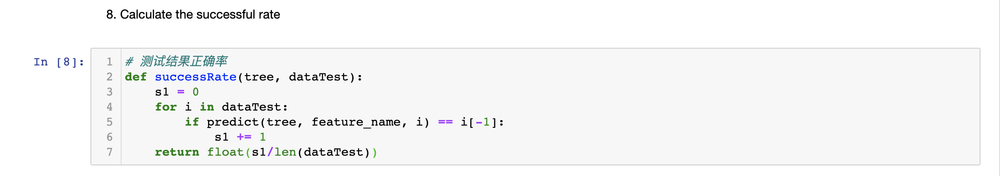 8. Calculate the successful rate
In [8]:
1 # 测试结果正确率
2 def successRate(tree, dataTest):
3     s1 = 0
4     for i in dataTest:
5         if predict(tree, feature_name, i) == i[-1]:
6             s1 += 1
7     return float(s1/len(dataTest))